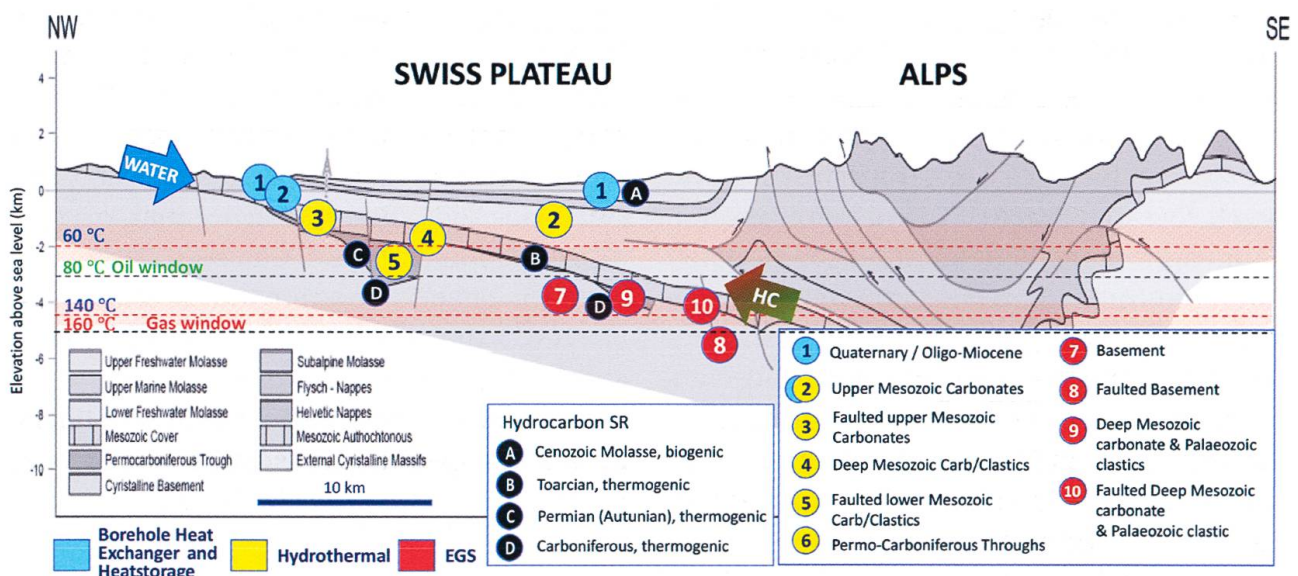 NW
SE
SWISS PLATEAU
ALPS
Elevation above sea level (km)
4
2
0
-2
-4
-6
-8
-10
WATER
1
2
3
4
5
C
D
2
B
1
A
7
D
9
10
8
HC
60 °C
80 °C Oil window
140 °C
160 °C Gas window
Upper Freshwater Molasse
Upper Marine Molasse
Lower Freshwater Molasse
Mesozoic Cover
Permocarboniferous Trough
Cyristalline Basement
Subalpine Molasse
Flysch - Nappes
Helvetic Nappes
Mesozoic Authochtonous
External Cyristalline Massifs
10 km
Hydrocarbon SR
A Cenozoic Molasse, biogenic
B Toarcian, thermogenic
C Permian (Autunian), thermogenic
D Carboniferous, thermogenic
1 Quaternary / Oligo-Miocene
2 Upper Mesozoic Carbonates
3 Faulted upper Mesozoic
Carbonates
4 Deep Mesozoic Carb/Clastics
5 Faulted lower Mesozoic
Carb/Clastics
6 Permo-Carboniferous Throughs
7 Basement
8 Faulted Basement
9 Deep Mesozoic
carbonate & Palaeozoic
clastics
10 Faulted Deep Mesozoic
carbonate
& Palaeozoic clastic
Borehole Heat
Exchanger and
Heatstorage
Hydrothermal
EGS